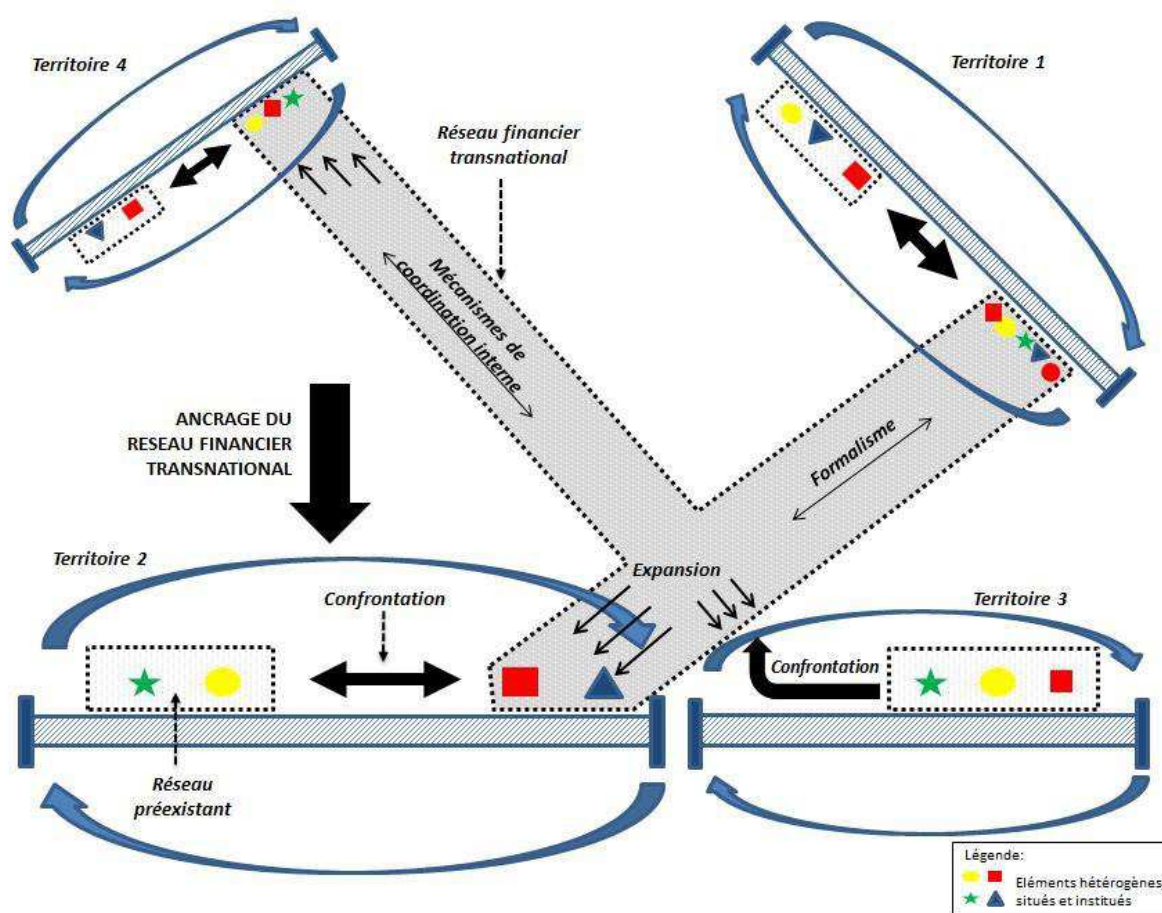 Territoire 4
Territoire 1
Réseau financier
transnational
Mécanismes de
coordination interne
ANCRAGE DU
RESEAU FINANCIER
TRANSNATIONAL
Formalisme
Territoire 2
Expansion
Confrontation
Territoire 3
Confrontation
Réseau
préexistant
Légende:
Eléments hétérogènes
situés et institués